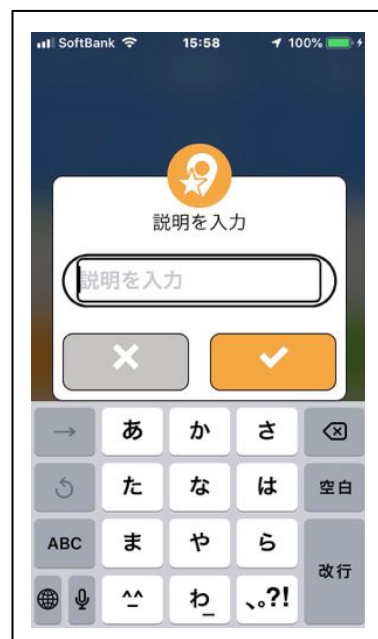 SoftBank 15:58 100%
説明を入力
説明を入力
→ あ か さ
た な は 空白
ABC ま や ら 改行
^_^ わ_ 、。?!